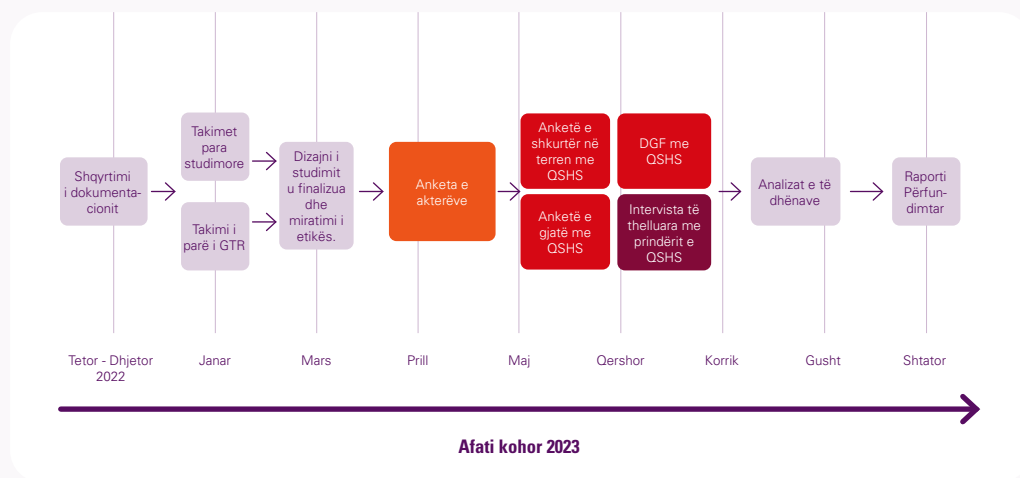 Shqyrtimi
i dokumenta-
cionit
Takimet
para
studimore
Takimi i
parë i GTR
Dizajni i
studimit
u finalizua
dhe
miratimi i
etikës.
Anketa e
akterëve
Anketë e
shkurtër në
terren me
QSHS
Anketë e
gjatë me
QSHS
DGF me
QSHS
Intervista të
thelluara me
prindërit e
QSHS
Analizat e të
dhënave
Raporti
Përfun-
dimtar
Tetor - Dhjetor
2022
Janar
Mars
Prill
Maj
Qershor
Korrik
Gusht
Shtator
Afati kohor 2023